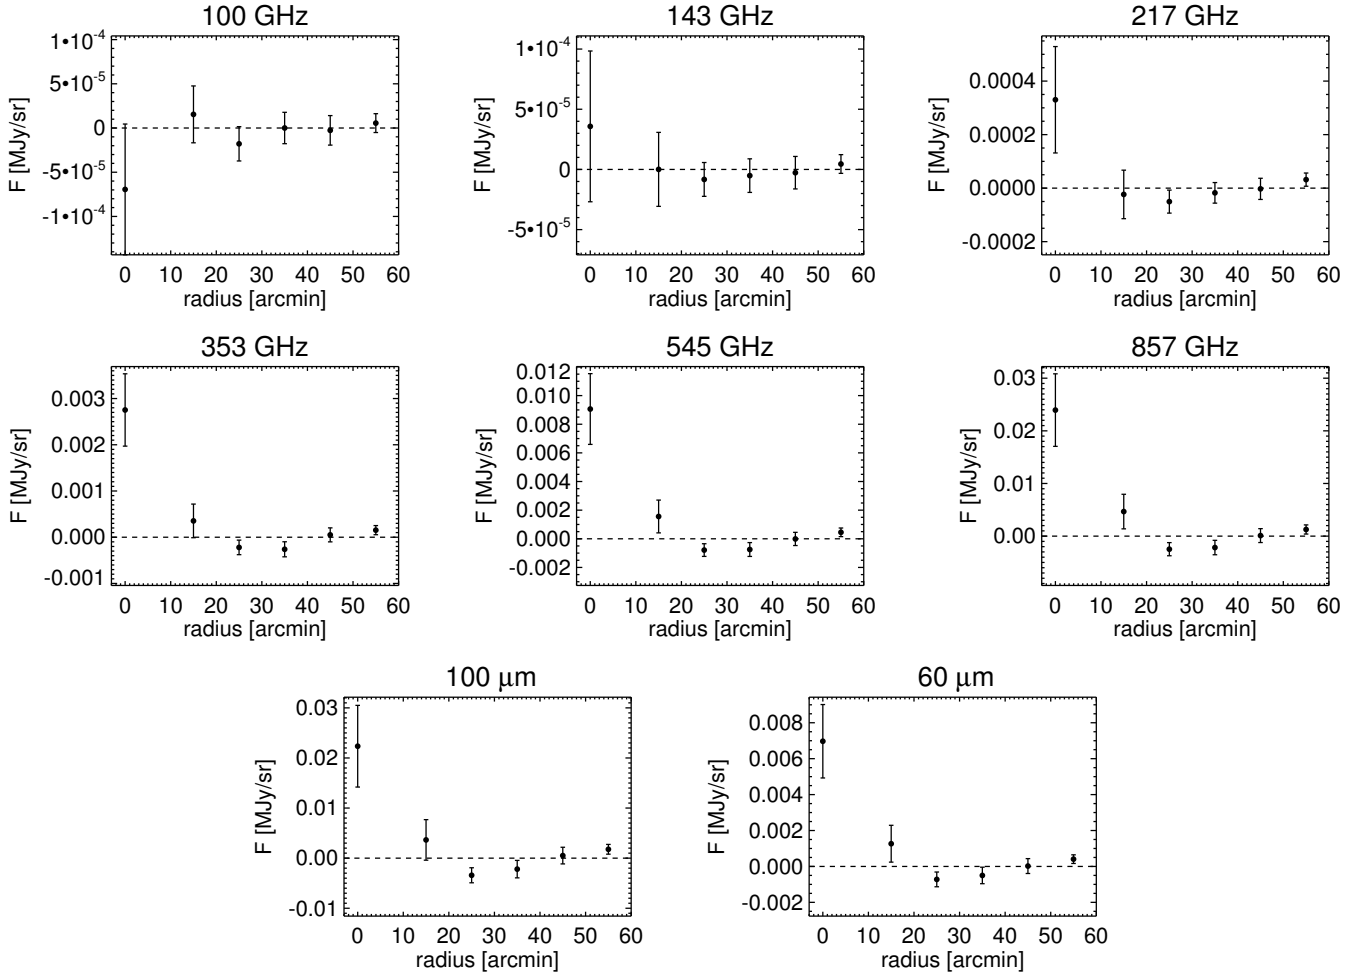 100 GHz
1•10-4
5•10-5
0
-5•10-5
-1•10-4
F [MJy/sr]
0 10 20 30 40 50 60
radius [arcmin]
143 GHz
1•10-4
5•10-5
0
-5•10-5
F [MJy/sr]
0 10 20 30 40 50 60
radius [arcmin]
217 GHz
0.0004
0.0002
0.0000
-0.0002
F [MJy/sr]
0 10 20 30 40 50 60
radius [arcmin]
353 GHz
0.003
0.002
0.001
0.000
-0.001
F [MJy/sr]
0 10 20 30 40 50 60
radius [arcmin]
545 GHz
0.012
0.010
0.008
0.006
0.004
0.002
0.000
-0.002
F [MJy/sr]
0 10 20 30 40 50 60
radius [arcmin]
857 GHz
0.03
0.02
0.01
0.00
F [MJy/sr]
0 10 20 30 40 50 60
radius [arcmin]
100 μm
0.03
0.02
0.01
0.00
-0.01
F [MJy/sr]
0 10 20 30 40 50 60
radius [arcmin]
60 μm
0.008
0.006
0.004
0.002
0.000
-0.002
F [MJy/sr]
0 10 20 30 40 50 60
radius [arcmin]